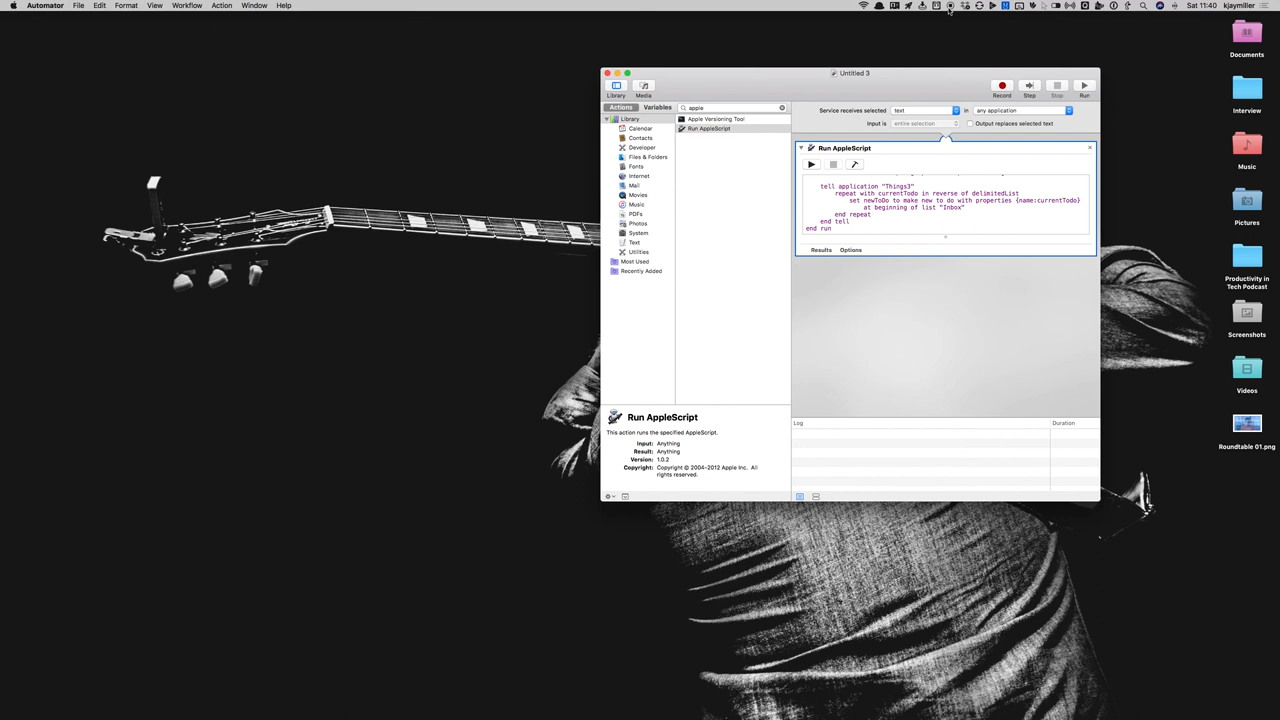 Automator File Edit Format View Workflow Action Window Help
Sat 11:40 kjaymiller
Untitled 3
Library Media
Record Step Stop Run
Actions Variables
apple
Library
Calendar
Contacts
Developer
Files & Folders
Fonts
Internet
Mail
Movies
Music
PDFs
Photos
System
Text
Utilities
Most Used
Recently Added
Apple Versioning Tool
Run AppleScript
Service receives selected text in any application
Input is entire selection Output replaces selected text
Run AppleScript
tell application "Things3"
repeat with currentTodo in reverse of delimitedList
set newToDo to make new to do with properties {name:currentTodo}
at beginning of list "Inbox"
end repeat
end tell
end run
Results Options
Run AppleScript
This action runs the specified AppleScript.
Input: Anything
Result: Anything
Version: 1.0.2
Copyright: Copyright © 2004–2012 Apple Inc. All
rights reserved.
Log Duration
Documents
Interview
Music
Pictures
Productivity in
Tech Podcast
Screenshots
Videos
Roundtable 01.png